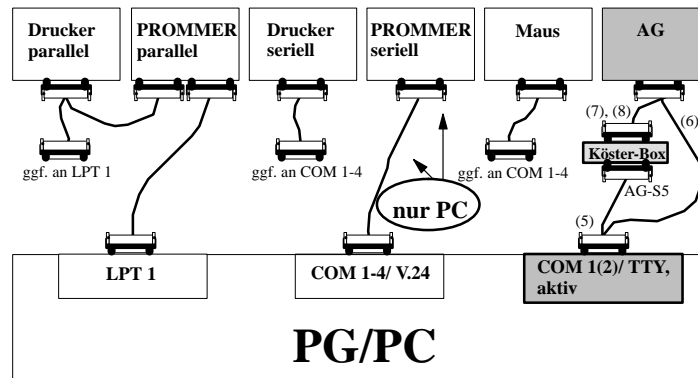 Drucker
parallel
PROMMER
parallel
Drucker
seriell
PROMMER
seriell
Maus
AG
(7), (8)
(6)
Köster-Box
ggf. an LPT 1
ggf. an COM 1-4
ggf. an COM 1-4
AG-S5
nur PC
(5)
LPT 1
COM 1-4/ V.24
COM 1(2)/ TTY,
aktiv
PG/PC